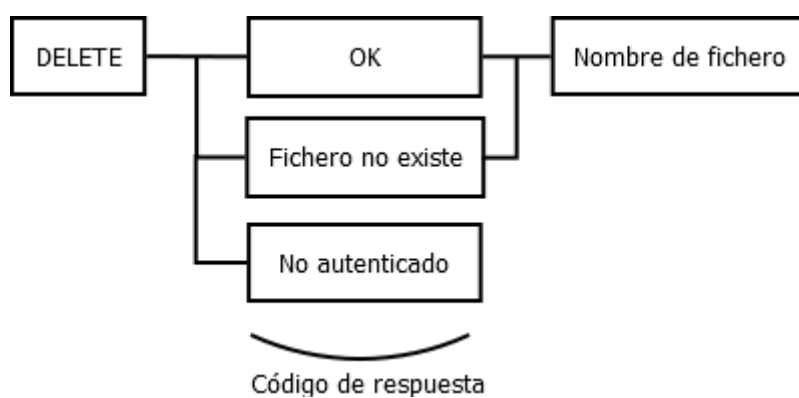 DELETE
OK
Nombre de fichero
Fichero no existe
No autenticado
Código de respuesta